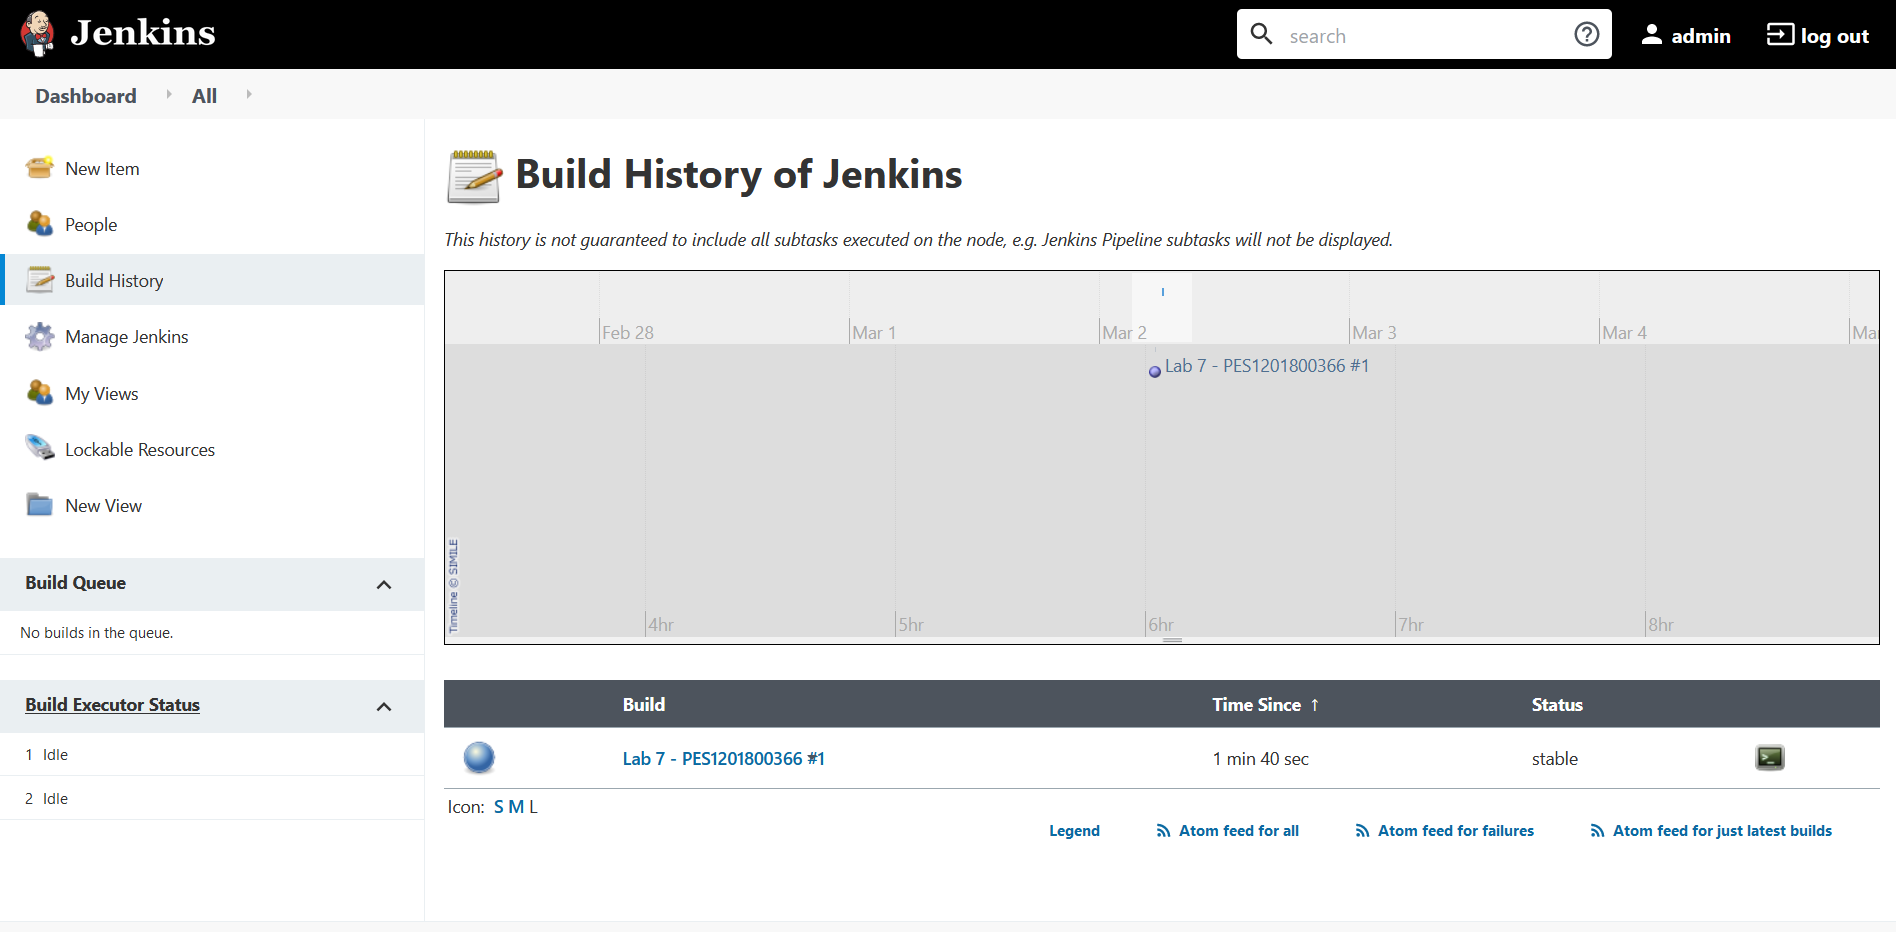 Jenkins
search
admin
log out
Dashboard
All
New Item
People
Build History
Manage Jenkins
My Views
Lockable Resources
New View
Build Queue
No builds in the queue.
Build Executor Status
1 Idle
2 Idle
Build History of Jenkins
This history is not guaranteed to include all subtasks executed on the node, e.g. Jenkins Pipeline subtasks will not be displayed.
Feb 28 Mar 1 Mar 2 Mar 3 Mar 4 Mar
Lab 7 - PES1201800366 #1
Timeline © SIMILE
4hr 5hr 6hr 7hr 8hr
Build Time Since ↑ Status
Lab 7 - PES1201800366 #1 1 min 40 sec stable
Icon: S M L
Legend Atom feed for all Atom feed for failures Atom feed for just latest builds